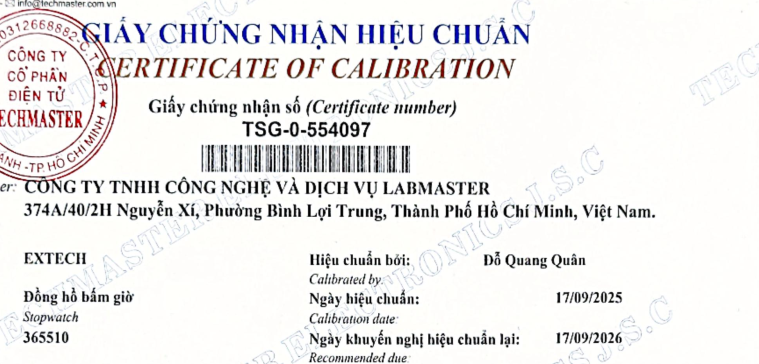 info@techmaster.com.vn
GIẤY CHỨNG NHẬN HIỆU CHUẨN
CERTIFICATE OF CALIBRATION
Giấy chứng nhận số (Certificate number)
TSG-0-554097
0312668882-C.T.C.P.
CÔNG TY
CỔ PHẦN
ĐIỆN TỬ
ECHMASTER
ANH -TP.HỒ CHÍ MINH
er: CÔNG TY TNHH CÔNG NGHỆ VÀ DỊCH VỤ LABMASTER
374A/40/2H Nguyễn Xí, Phường Bình Lợi Trung, Thành Phố Hồ Chí Minh, Việt Nam.
EXTECH Hiệu chuẩn bởi: Đỗ Quang Quân
Calibrated by:
Đồng hồ bấm giờ Ngày hiệu chuẩn: 17/09/2025
Stopwatch Calibration date:
365510 Ngày khuyến nghị hiệu chuẩn lại: 17/09/2026
Recommended due